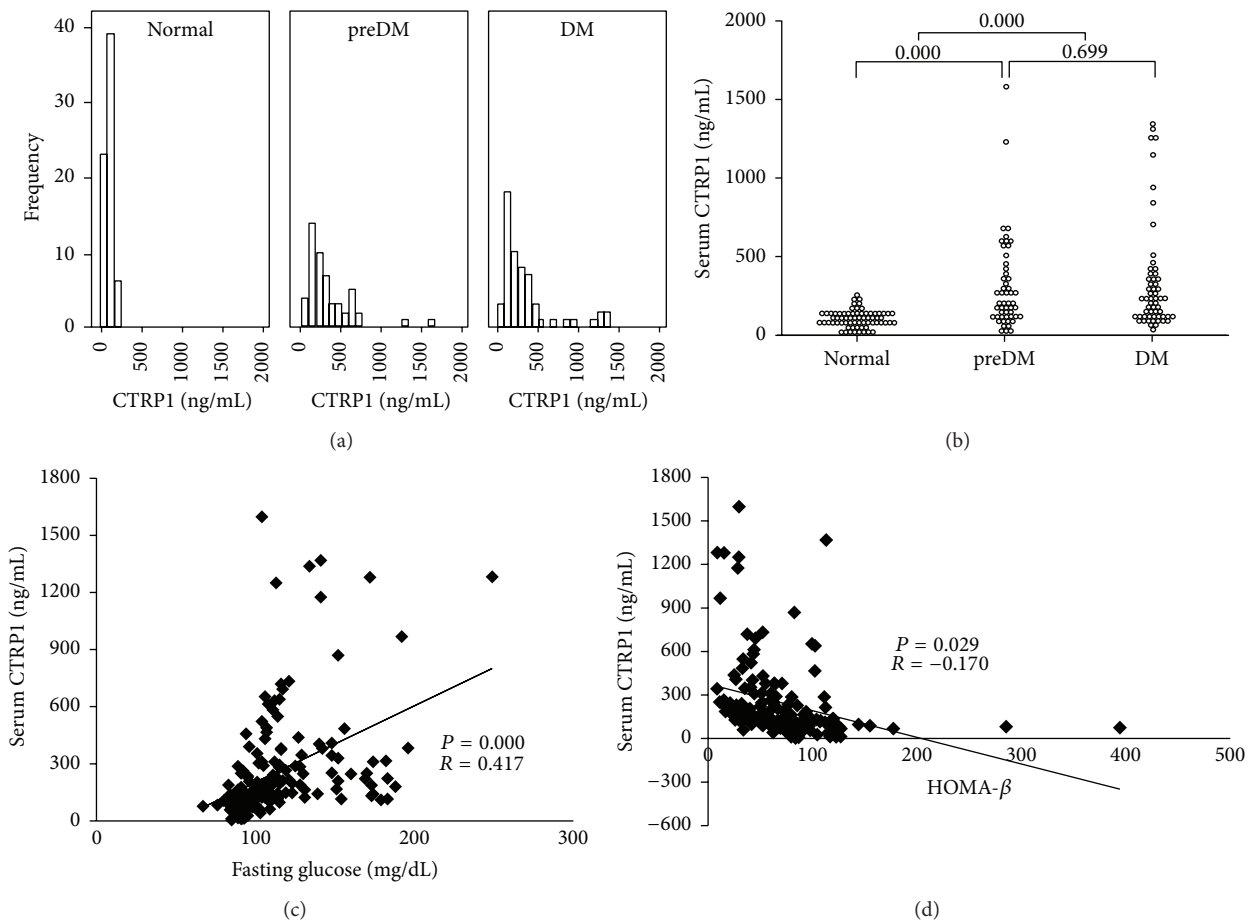 Normal
preDM
DM
40
30
20
10
0
Frequency
0
500
1000
1500
2000
0
500
1000
1500
2000
0
500
1000
1500
2000
CTRP1 (ng/mL)
CTRP1 (ng/mL)
CTRP1 (ng/mL)
(a)
2000
1500
1000
500
0
Serum CTRP1 (ng/mL)
0.000
0.000
0.699
Normal
preDM
DM
(b)
1800
1500
1200
900
600
300
0
Serum CTRP1 (ng/mL)
P = 0.000
R = 0.417
0
100
200
300
Fasting glucose (mg/dL)
(c)
1800
1500
1200
900
600
300
0
−300
−600
Serum CTRP1 (ng/mL)
P = 0.029
R = −0.170
0
100
200
300
400
500
HOMA-β
(d)